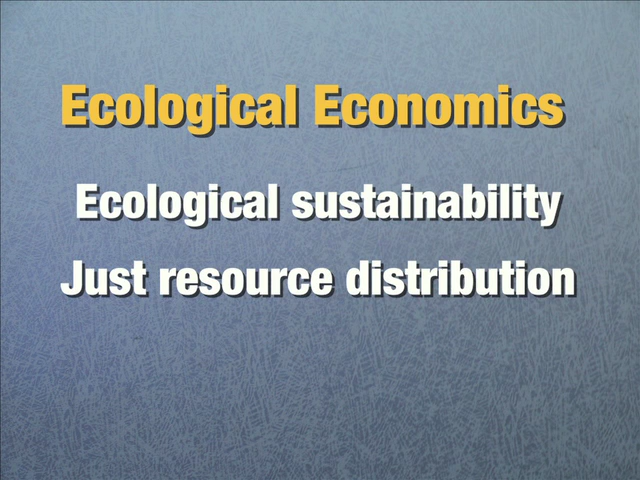 Ecological Economics
Ecological sustainability
Just resource distribution